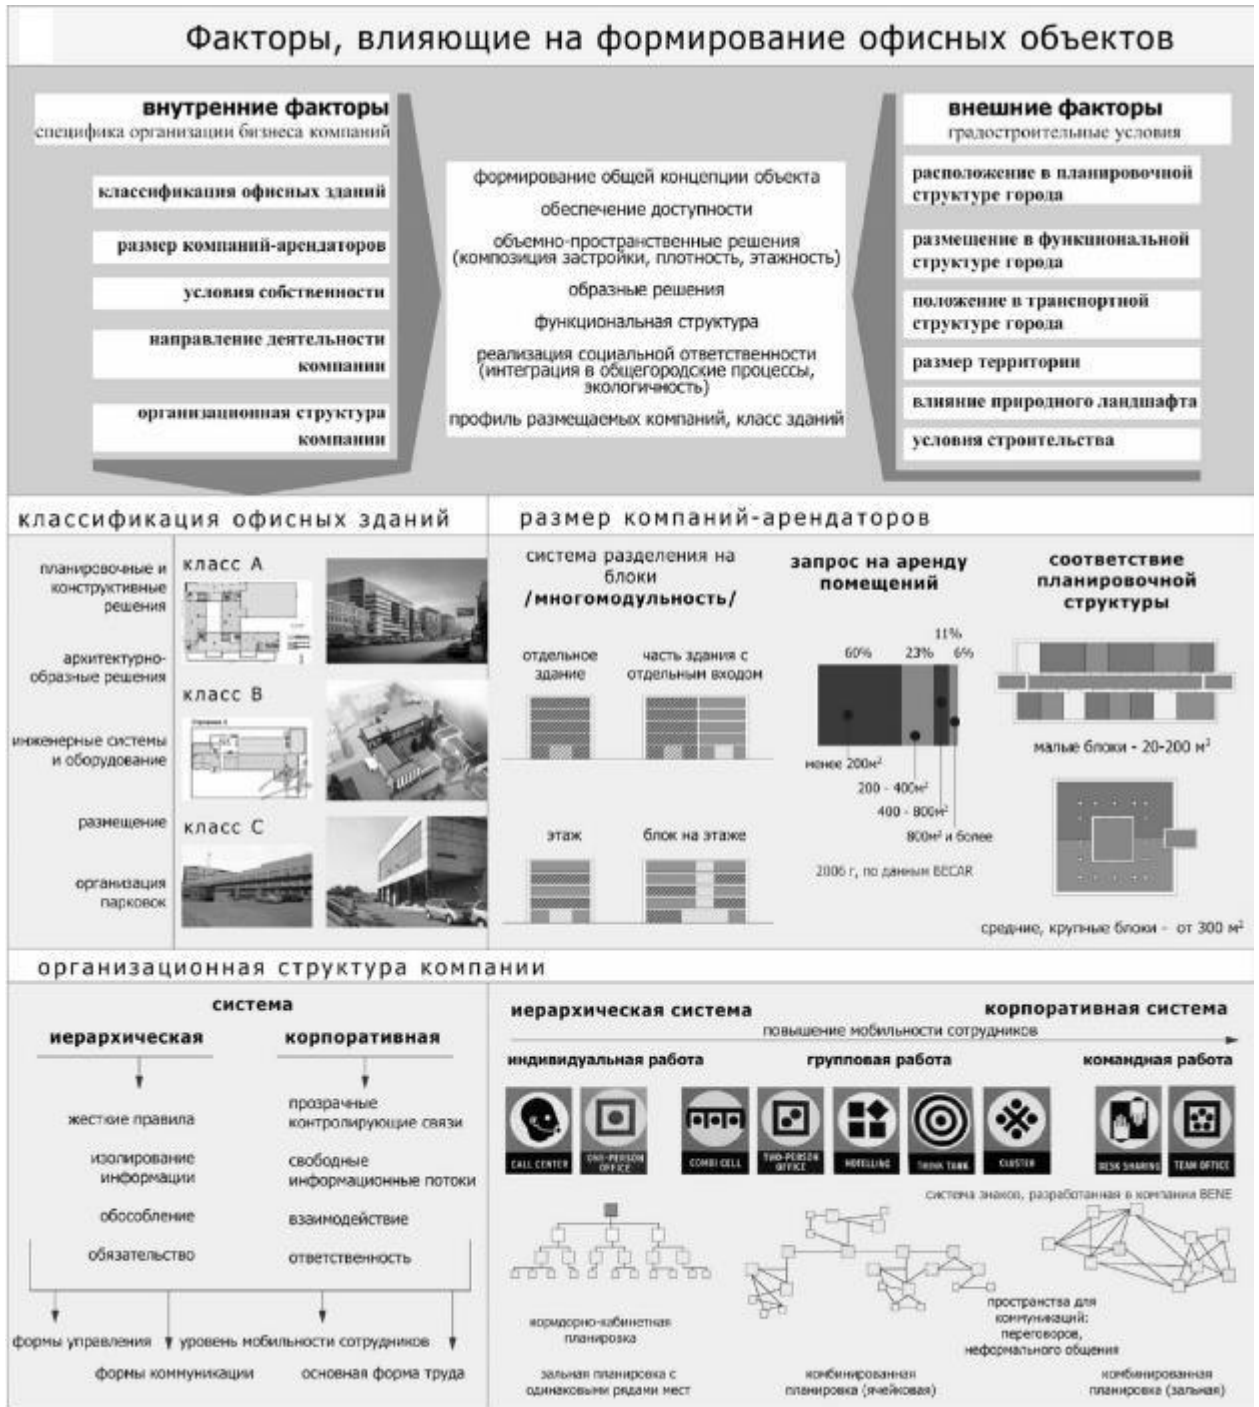 Факторы, влияющие на формирование офисных объектов
внутренние факторы
специфика организации бизнеса компаний
классификация офисных зданий
размер компаний-арендаторов
условия собственности
направление деятельности
компании
организационная структура
компании
формирование общей концепции объекта
обеспечение доступности
объемно-пространственные решения
(композиция застройки, плотность, этажность)
образные решения
функциональная структура
реализация социальной ответственности
(интеграция в общегородские процессы,
экологичность)
профиль размещаемых компаний, класс зданий
внешние факторы
градостроительные условия
расположение в планировочной
структуре города
размещение в функциональной
структуре города
положение в транспортной
структуре города
размер территории
влияние природного ландшафта
условия строительства
классификация офисных зданий
планировочные и
конструктивные
решения
архитектурно-
образные решения
инженерные системы
и оборудование
размещение
организация
парковок
класс А
класс В
класс С
размер компаний-арендаторов
система разделения на
блоки
/многомодульность/
отдельное
здание
часть здания с
отдельным входом
этаж
блок на этаже
запрос на аренду
помещений
11%
60% 23% 6%
менее 200м²
200 - 400м²
400 - 800м²
800м² и более
2006 г, по данным BECAR
соответствие
планировочной
структуры
малые блоки - 20-200 м²
средние, крупные блоки - от 300 м²
организационная структура компании
система
иерархическая
корпоративная
жесткие правила
изолирование
информации
обособление
обязательство
прозрачные
контролирующие связи
свободные
информационные потоки
взаимодействие
ответственность
формы управления
уровень мобильности сотрудников
формы коммуникации
основная форма труда
иерархическая система
корпоративная система
повышение мобильности сотрудников
индивидуальная работа
групповая работа
командная работа
CALL CENTER
ONE-PERSON
OFFICE
COMBI CELL
TWO-PERSON
OFFICE
HOTELLING
THINK TANK
CLUSTER
DESK SHARING
TEAM OFFICE
система знаков, разработанная в компании BENE
коридорно-кабинетная
планировка
зальная планировка с
одинаковыми рядами мест
комбинированная
планировка (ячейковая)
пространства для
коммуникаций:
переговоров,
неформального общения
комбинированная
планировка (зальная)